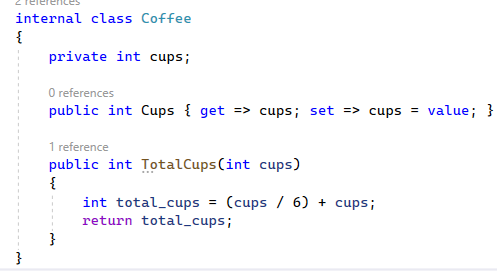 2 references
internal class Coffee
{
private int cups;
0 references
public int Cups { get => cups; set => cups = value; }
1 reference
public int TotalCups(int cups)
{
int total_cups = (cups / 6) + cups;
return total_cups;
}
}